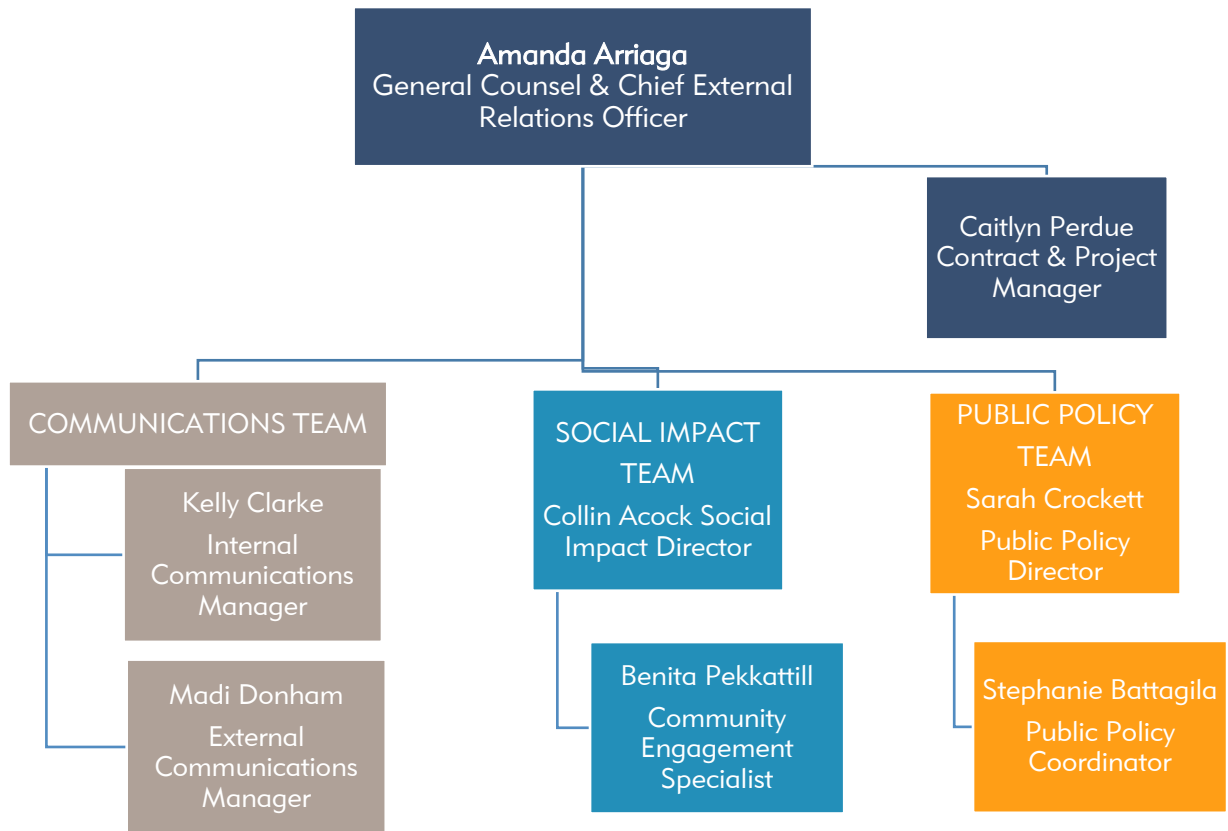 Amanda Arriaga
General Counsel & Chief External
Relations Officer
Caitlyn Perdue
Contract & Project
Manager
COMMUNICATIONS TEAM
Kelly Clarke
Internal
Communications
Manager
Madi Donham
External
Communications
Manager
SOCIAL IMPACT
TEAM
Collin Acock Social
Impact Director
Benita Pekkattill
Community
Engagement
Specialist
PUBLIC POLICY
TEAM
Sarah Crockett
Public Policy
Director
Stephanie Battagila
Public Policy
Coordinator